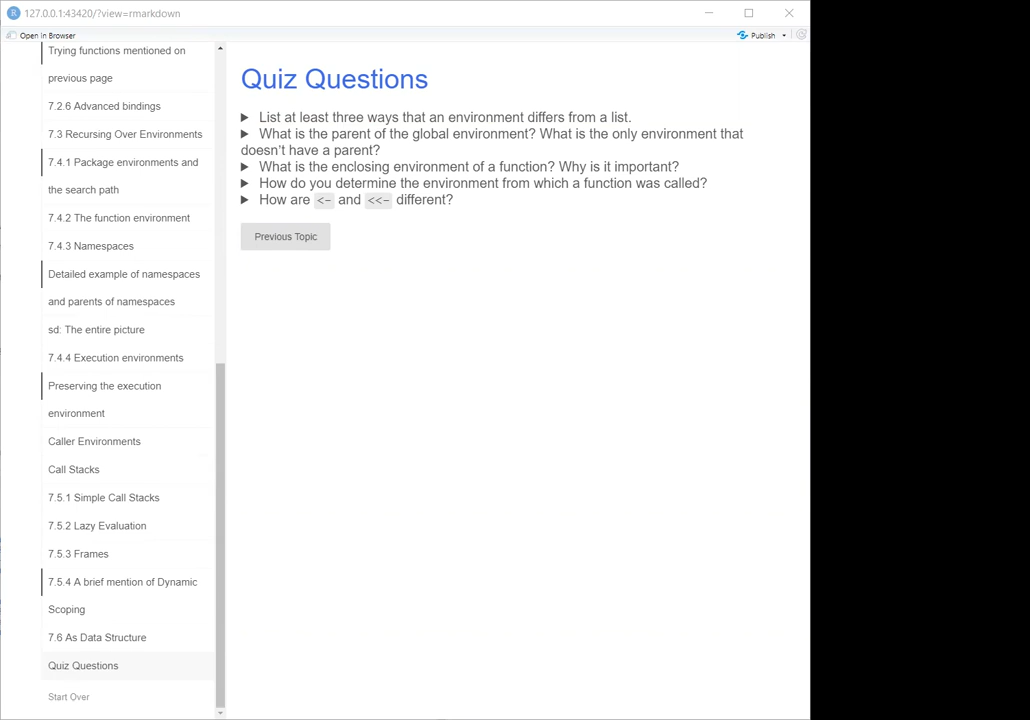 127.0.0.1:43420/?view=rmarkdown
Open in Browser
Publish
Trying functions mentioned on
previous page
7.2.6 Advanced bindings
7.3 Recursing Over Environments
7.4.1 Package environments and
the search path
7.4.2 The function environment
7.4.3 Namespaces
Detailed example of namespaces
and parents of namespaces
sd: The entire picture
7.4.4 Execution environments
Preserving the execution
environment
Caller Environments
Call Stacks
7.5.1 Simple Call Stacks
7.5.2 Lazy Evaluation
7.5.3 Frames
7.5.4 A brief mention of Dynamic
Scoping
7.6 As Data Structure
Quiz Questions
Start Over
Quiz Questions
List at least three ways that an environment differs from a list.
What is the parent of the global environment? What is the only environment that
doesn't have a parent?
What is the enclosing environment of a function? Why is it important?
How do you determine the environment from which a function was called?
How are <- and <<- different?
Previous Topic